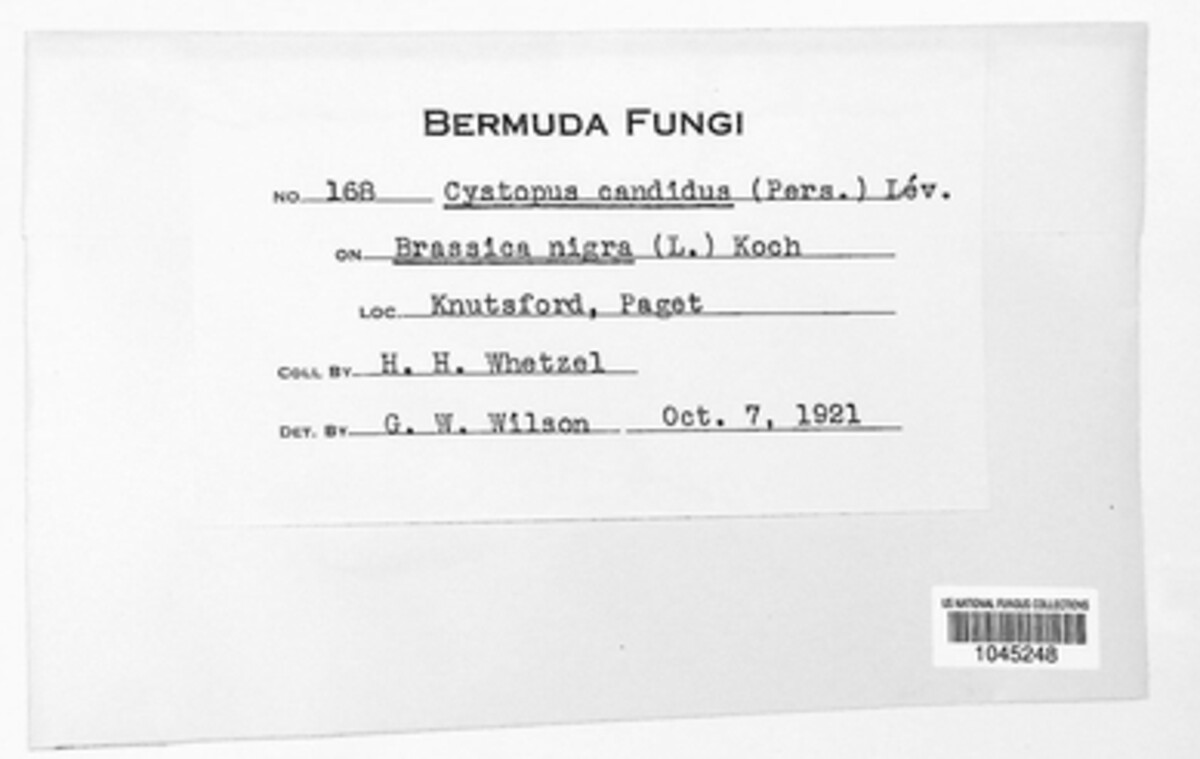 BERMUDA FUNGI
NO. 168 Cystopus candidus (Pers.) Lév.
ON Brassica nigra (L.) Koch
LOC. Knutsford, Paget
COLL. BY H. H. Whetzel
DET. BY G. W. Wilson Oct. 7, 1921
US NATIONAL FUNGUS COLLECTIONS
1045248